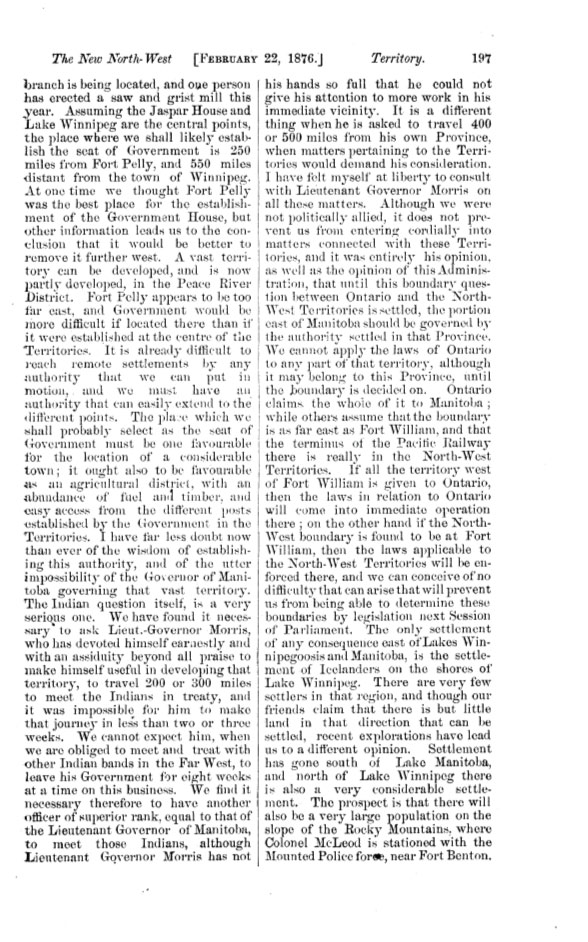 The New North-West [FEBRUARY 22, 1876.] Territory. 197
branch is being located, and one person
has erected a saw and grist mill this
year. Assuming the Jaspar House and
Lake Winnipeg are the central points,
the place where we shall likely estab-
lish the seat of Government is 250
miles from Fort Pelly, and 550 miles
distant from the town of Winnipeg.
At one time we thought Fort Pelly
was the best place for the establish-
ment of the Government House, but
other information leads us to the con-
clusion that it would be better to
remove it further west. A vast terri-
tory can be developed, and is now
partly developed, in the Peace River
District. Fort Pelly appears to be too
far east, and Government would be
more difficult if located there than if
it were established at the centre of the
Territories. It is already difficult to
reach remote settlements by any
authority that we can put in
motion, and we must have an
authority that can easily extend to the
different points. The place which we
shall probably select as the seat of
Government must be one favourable
for the location of a considerable
town; it ought also to be favourable
as an agricultural district, with an
abundance of fuel and timber, and
easy access from the different posts
established by the Government in the
Territories. I have far less doubt now
than ever of the wisdom of establish-
ing this authority, and of the utter
impossibility of the Governor of Mani-
toba governing that vast territory.
The Indian question itself, is a very
serious one. We have found it neces-
sary to ask Lieut.-Governor Morris,
who has devoted himself earnestly and
with an assiduity beyond all praise to
make himself useful in developing that
territory, to travel 200 or 300 miles
to meet the Indians in treaty, and
it was impossible for him to make
that journey in less than two or three
weeks. We cannot expect him, when
we are obliged to meet and treat with
other Indian bands in the Far West, to
leave his Government for eight weeks
at a time on this business. We find it
necessary therefore to have another
officer of superior rank, equal to that of
the Lieutenant Governor of Manitoba,
to meet those Indians, although
Lieutenant Governor Morris has not
his hands so full that he could not
give his attention to more work in his
immediate vicinity. It is a different
thing when he is asked to travel 400
or 500 miles from his own Province,
when matters pertaining to the Terri-
tories would demand his consideration.
I have felt myself at liberty to consult
with Lieutenant Governor Morris on
all these matters. Although we were
not politically allied, it does not pre-
vent us from entering cordially into
matters connected with these Terri-
tories, and it was entirely his opinion,
as well as the opinion of this Adminis-
tration, that until this boundary ques-
tion between Ontario and the North-
West Territories is settled, the portion
east of Manitoba should be governed by
the authority settled in that Province.
We cannot apply the laws of Ontario
to any part of that territory, although
it may belong to this Province, until
the boundary is decided on. Ontario
claims the whole of it to Manitoba;
while others assume that the boundary
is as far east as Fort William, and that
the terminus of the Pacific Railway
there is really in the North-West
Territories. If all the territory west
of Fort William is given to Ontario,
then the laws in relation to Ontario
will come into immediate operation
there; on the other hand if the North-
West boundary is found to be at Fort
William, then the laws applicable to
the North-West Territories will be en-
forced there, and we can conceive of no
difficulty that can arise that will prevent
us from being able to determine these
boundaries by legislation next Session
of Parliament. The only settlement
of any consequence east of Lakes Win-
nipegoosis and Manitoba, is the settle-
ment of Icelanders on the shores of
Lake Winnipeg. There are very few
settlers in that region, and though our
friends claim that there is but little
land in that direction that can be
settled, recent explorations have lead
us to a different opinion. Settlement
has gone south of Lake Manitoba,
and north of Lake Winnipeg there
is also a very considerable settle-
ment. The prospect is that there will
also be a very large population on the
slope of the Rocky Mountains, where
Colonel McLeod is stationed with the
Mounted Police force, near Fort Benton,